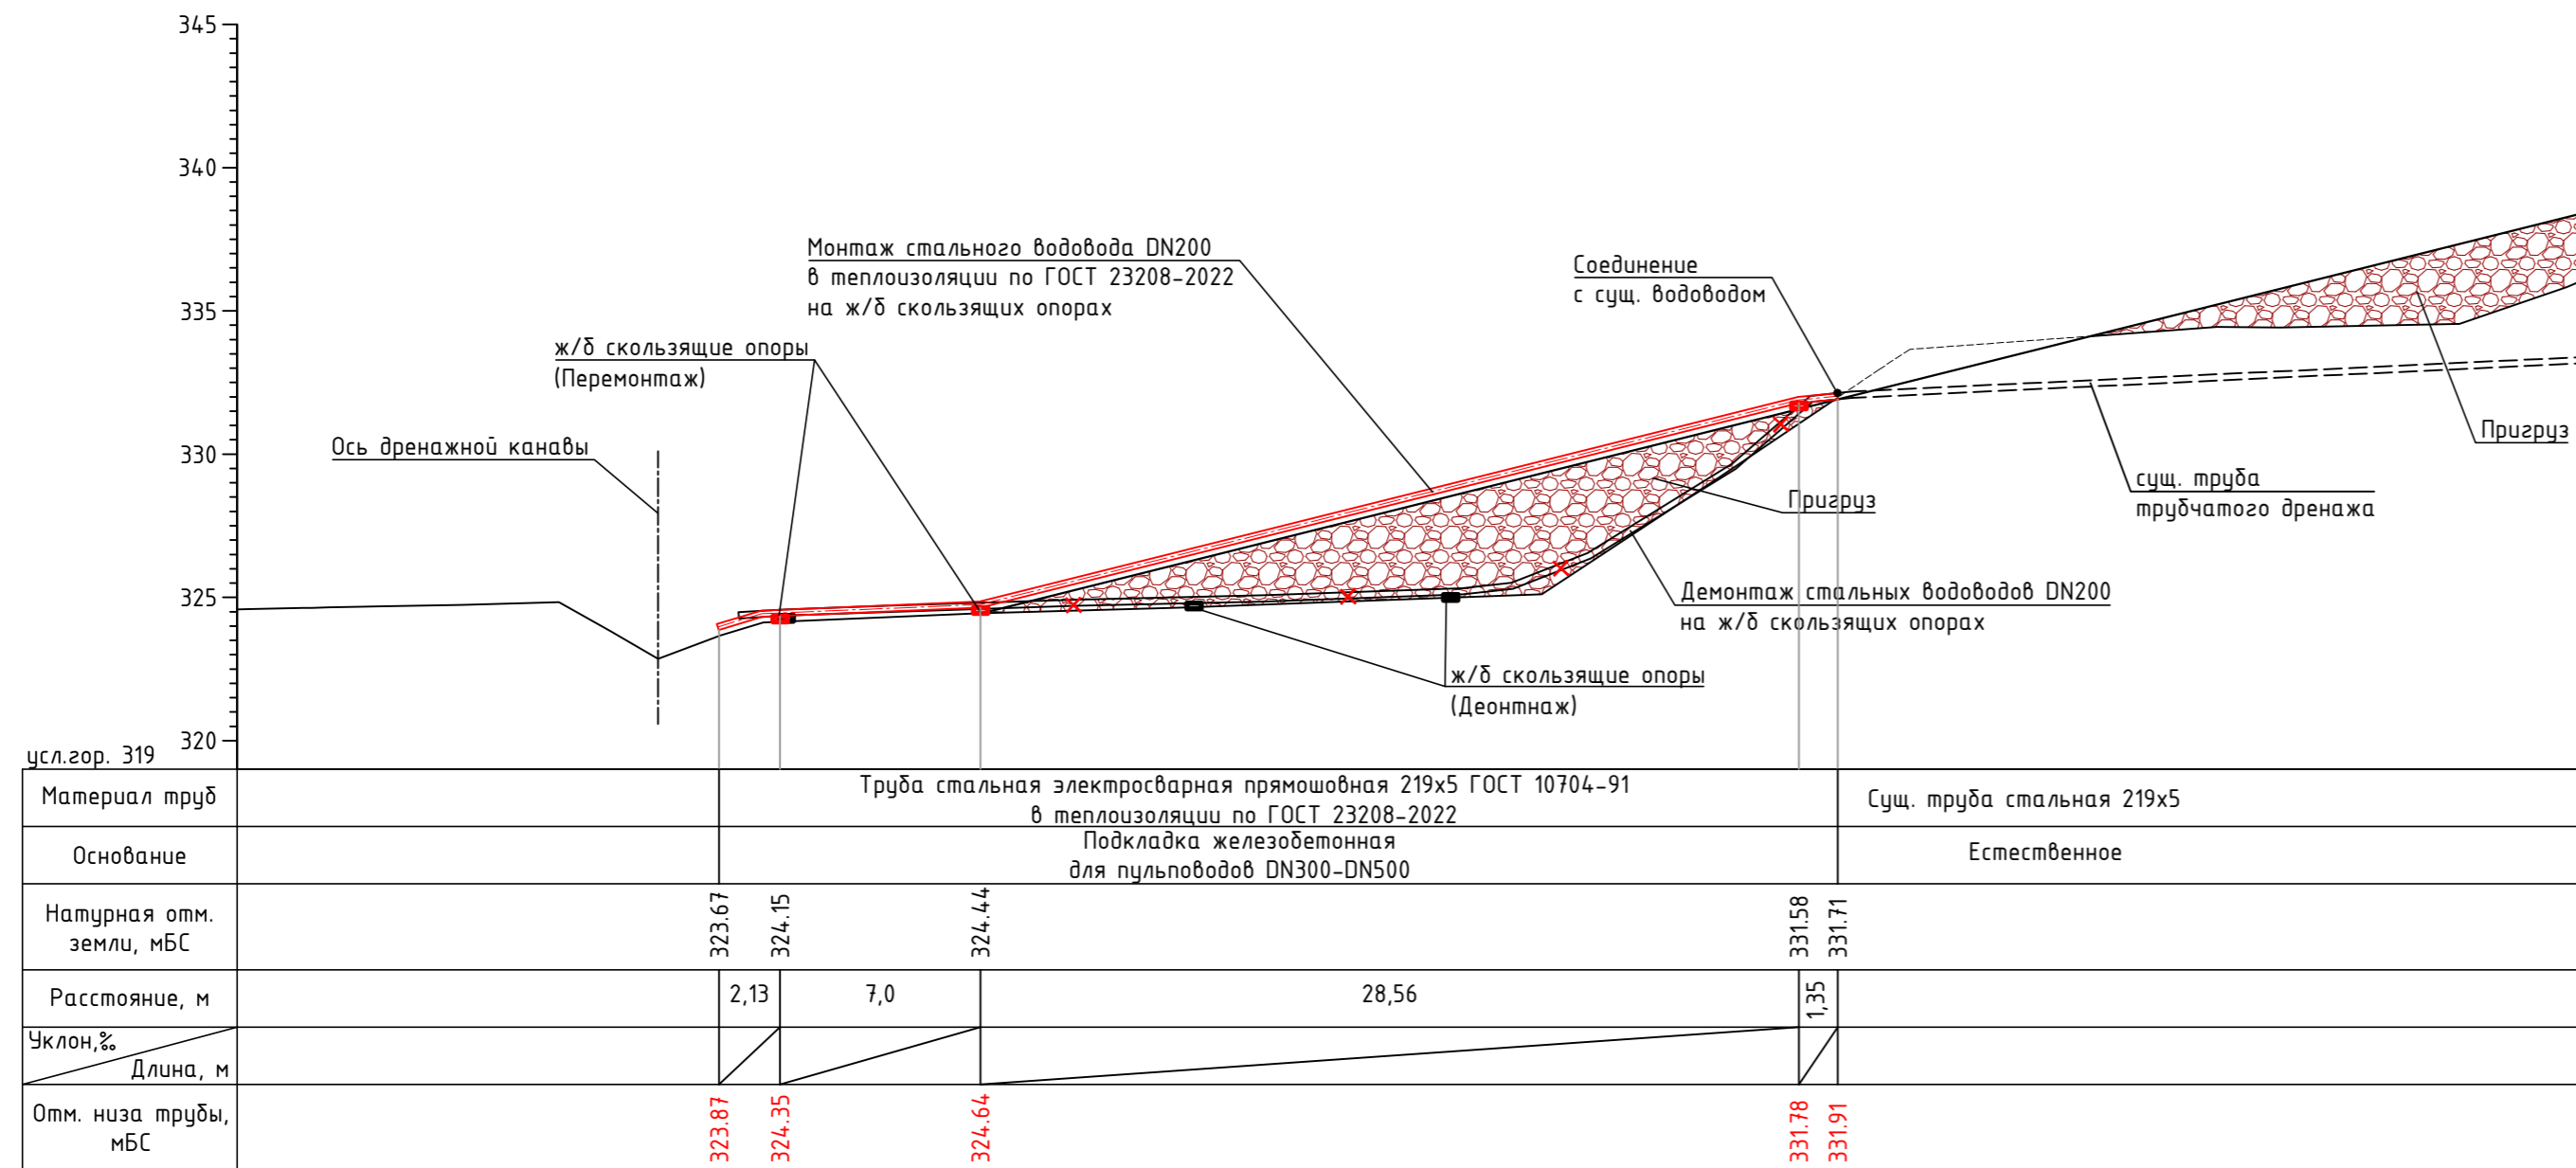 345
340
335
330
325
320
усл.гор. 319
Монтаж стального водовода DN200
в теплоизоляции по ГОСТ 23208-2022
на ж/б скользящих опорах
Соединение
с сущ. водоводом
ж/б скользящие опоры
(Перемонтаж)
Ось дренажной канавы
Пригруз
сущ. труба
трубчатого дренажа
Пригруз
Демонтаж стальных водоводов DN200
на ж/б скользящих опорах
ж/б скользящие опоры
(Деонтнаж)
Материал труб
Труба стальная электросварная прямошовная 219х5 ГОСТ 10704-91
в теплоизоляции по ГОСТ 23208-2022
Сущ. труба стальная 219х5
Основание
Подкладка железобетонная
для пульповодов DN300-DN500
Естественное
Натурная отм.
земли, мБС
323.67
324.15
324.44
331.58
331.71
Расстояние, м
2,13
7,0
28,56
1,35
Уклон,‰
Длина, м
Отм. низа трубы,
мБС
323.87
324.35
324.64
331.78
331.91